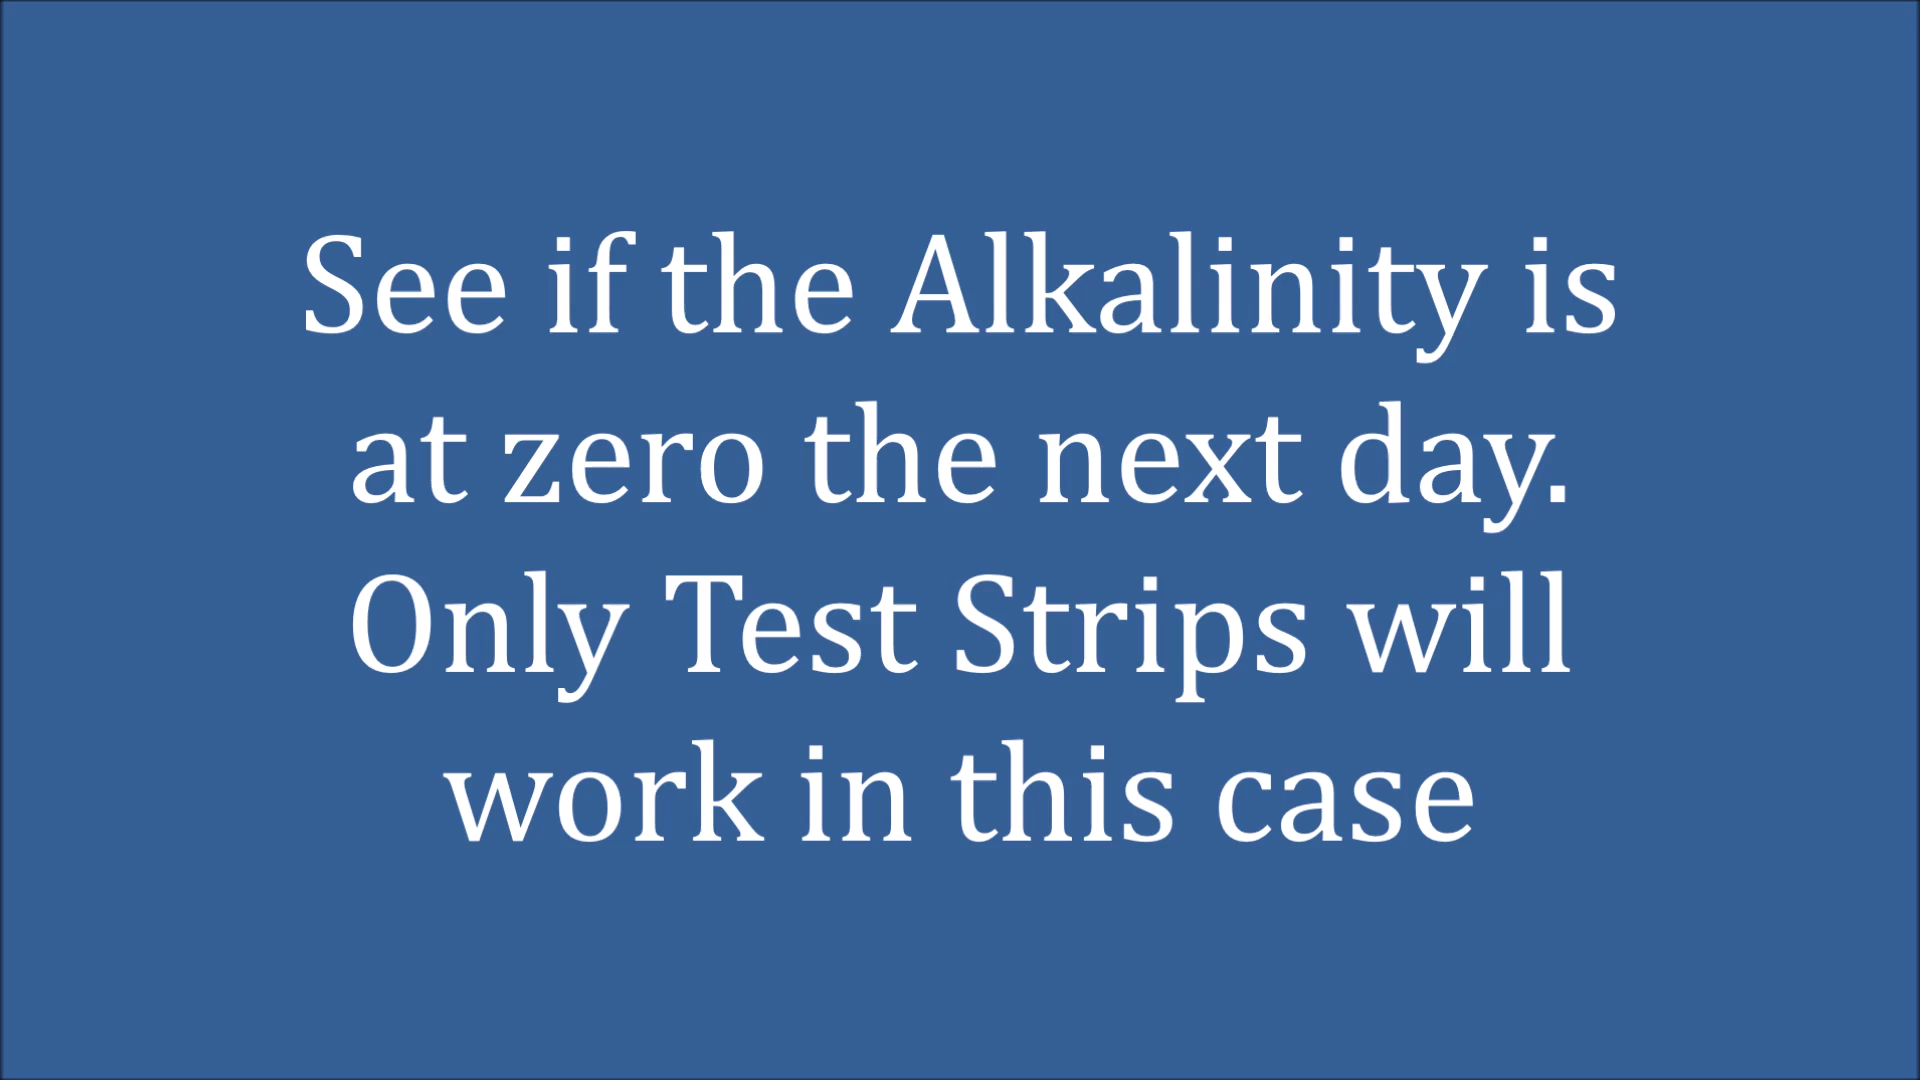 See if the Alkalinity is
at zero the next day.
Only Test Strips will
work in this case